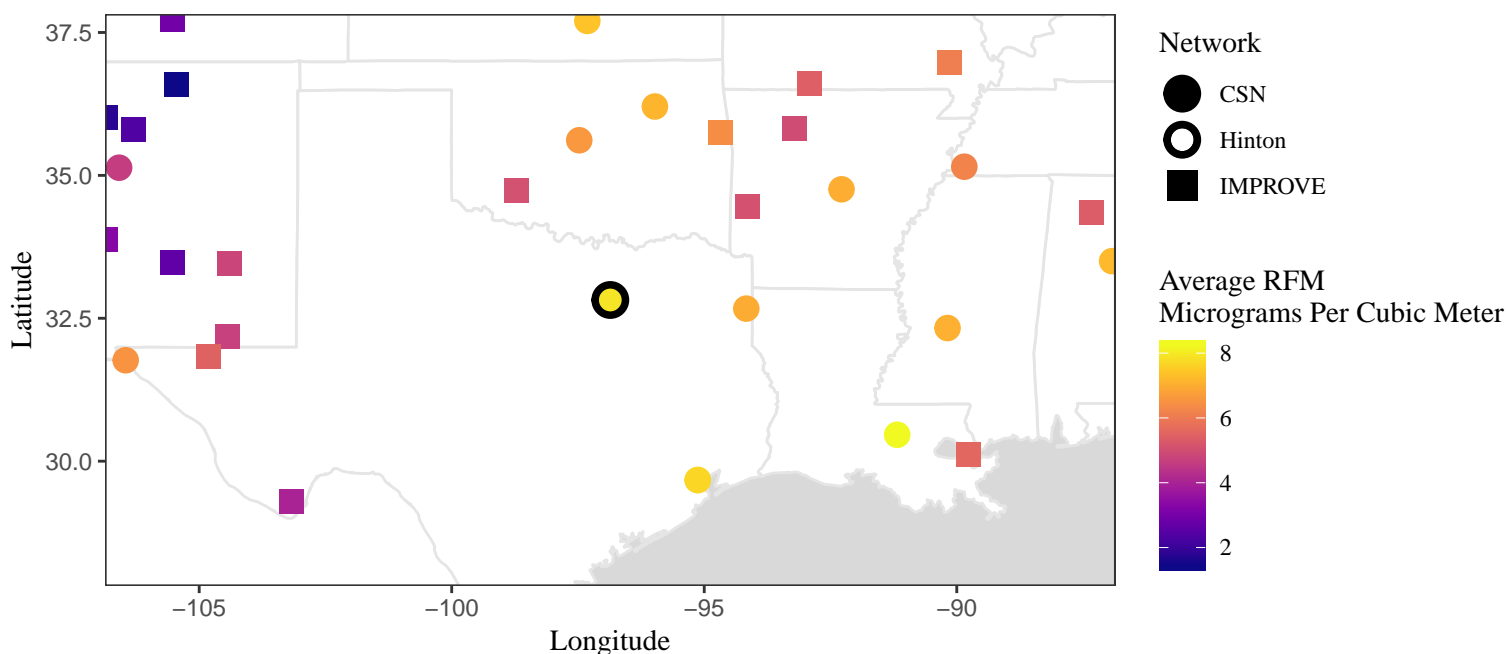 37.5
35.0
32.5
30.0
Latitude
−105
−100
−95
−90
Longitude
Network
CSN
Hinton
IMPROVE
Average RFM
Micrograms Per Cubic Meter
8
6
4
2